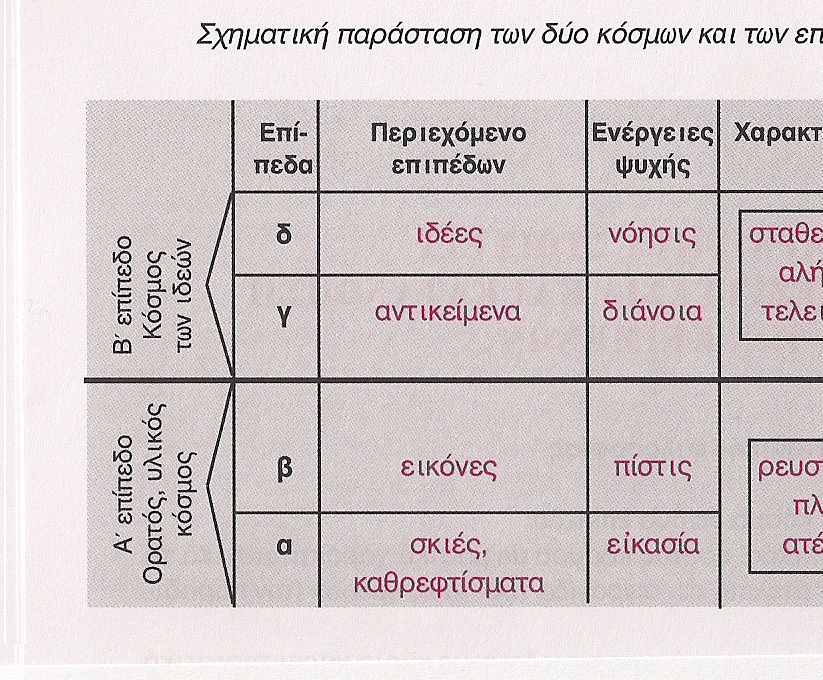 Σχηματική παράσταση των δύο κόσμων και των επ
Επί- Περιεχόμενο Ενέργειες Χαρακτ
πεδα επιπέδων ψυχής
Β΄ επίπεδο
Κόσμος
των ιδεών
δ ιδέες νόησις
γ αντικείμενα διάνοια
σταθε
αλή
τελει
Α΄ επίπεδο
Ορατός, υλικός
κόσμος
β εικόνες πίστις
α σκιές, εἰκασία
καθρεφτίσματα
ρευσ
πλ
ατέ